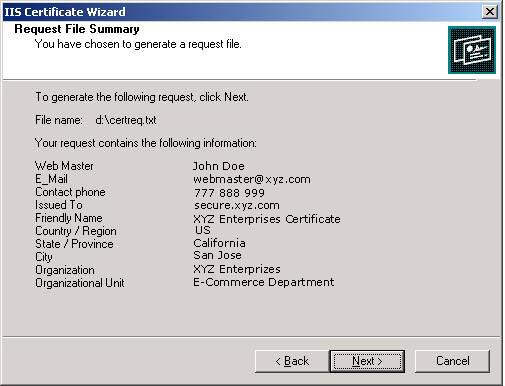 IIS Certificate Wizard
Request File Summary
You have chosen to generate a request file.
To generate the following request, click Next.
File name: d:\certreq.txt
Your request contains the following information:
Web Master John Doe
E_Mail webmaster@xyz.com
Contact phone 777 888 999
Issued To secure.xyz.com
Friendly Name XYZ Enterprises Certificate
Country / Region US
State / Province California
City San Jose
Organization XYZ Enterprizes
Organizational Unit E-Commerce Department
< Back Next > Cancel